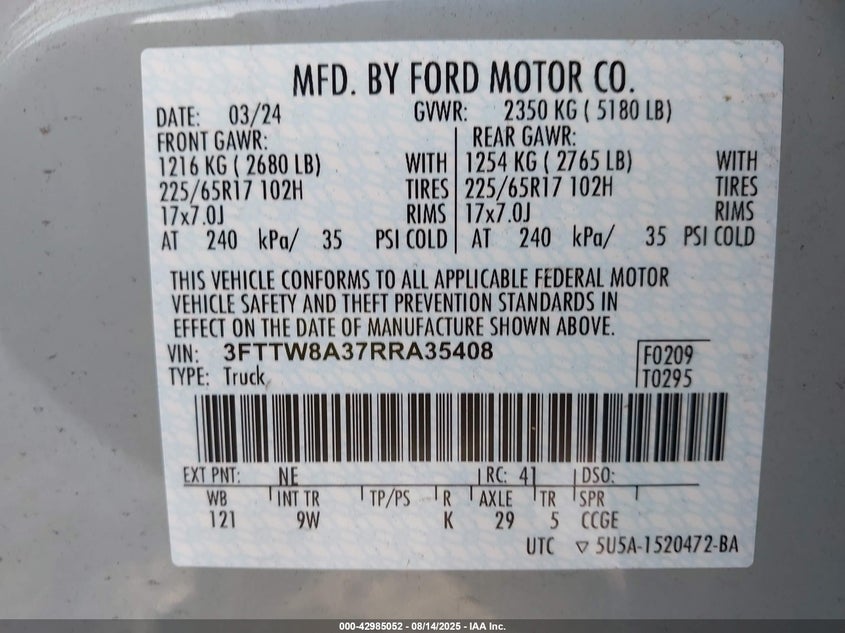 MFD. BY FORD MOTOR CO.
DATE: 03/24 GVWR: 2350 KG ( 5180 LB)
FRONT GAWR: REAR GAWR:
1216 KG ( 2680 LB) WITH 1254 KG ( 2765 LB) WITH
225/65R17 102H TIRES 225/65R17 102H TIRES
17x7.0J RIMS 17x7.0J RIMS
AT 240 kPa/ 35 PSI COLD AT 240 kPa/ 35 PSI COLD
THIS VEHICLE CONFORMS TO ALL APPLICABLE FEDERAL MOTOR
VEHICLE SAFETY AND THEFT PREVENTION STANDARDS IN
EFFECT ON THE DATE OF MANUFACTURE SHOWN ABOVE.
VIN: 3FTTW8A37RRA35408 F0209
TYPE: Truck T0295
EXT PNT: NE RC: 41 DSO:
WB INT TR TP/PS R AXLE TR SPR
121 9W K 29 5 CCGE
UTC ▽ 5U5A-1520472-BA
000-42985052 - 08/14/2025 - IAA Inc.